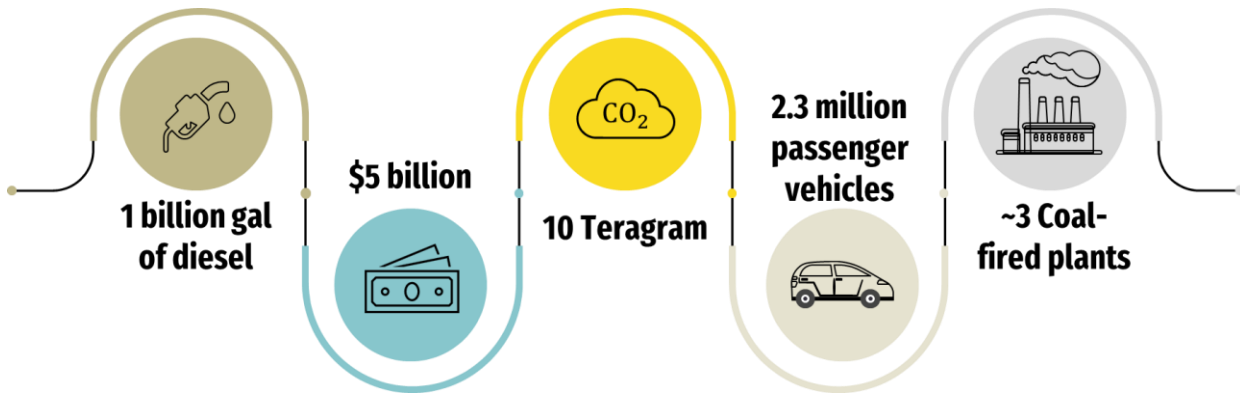 1 billion gal
of diesel
$5 billion
CO₂
10 Teragram
2.3 million
passenger
vehicles
~3 Coal-
fired plants